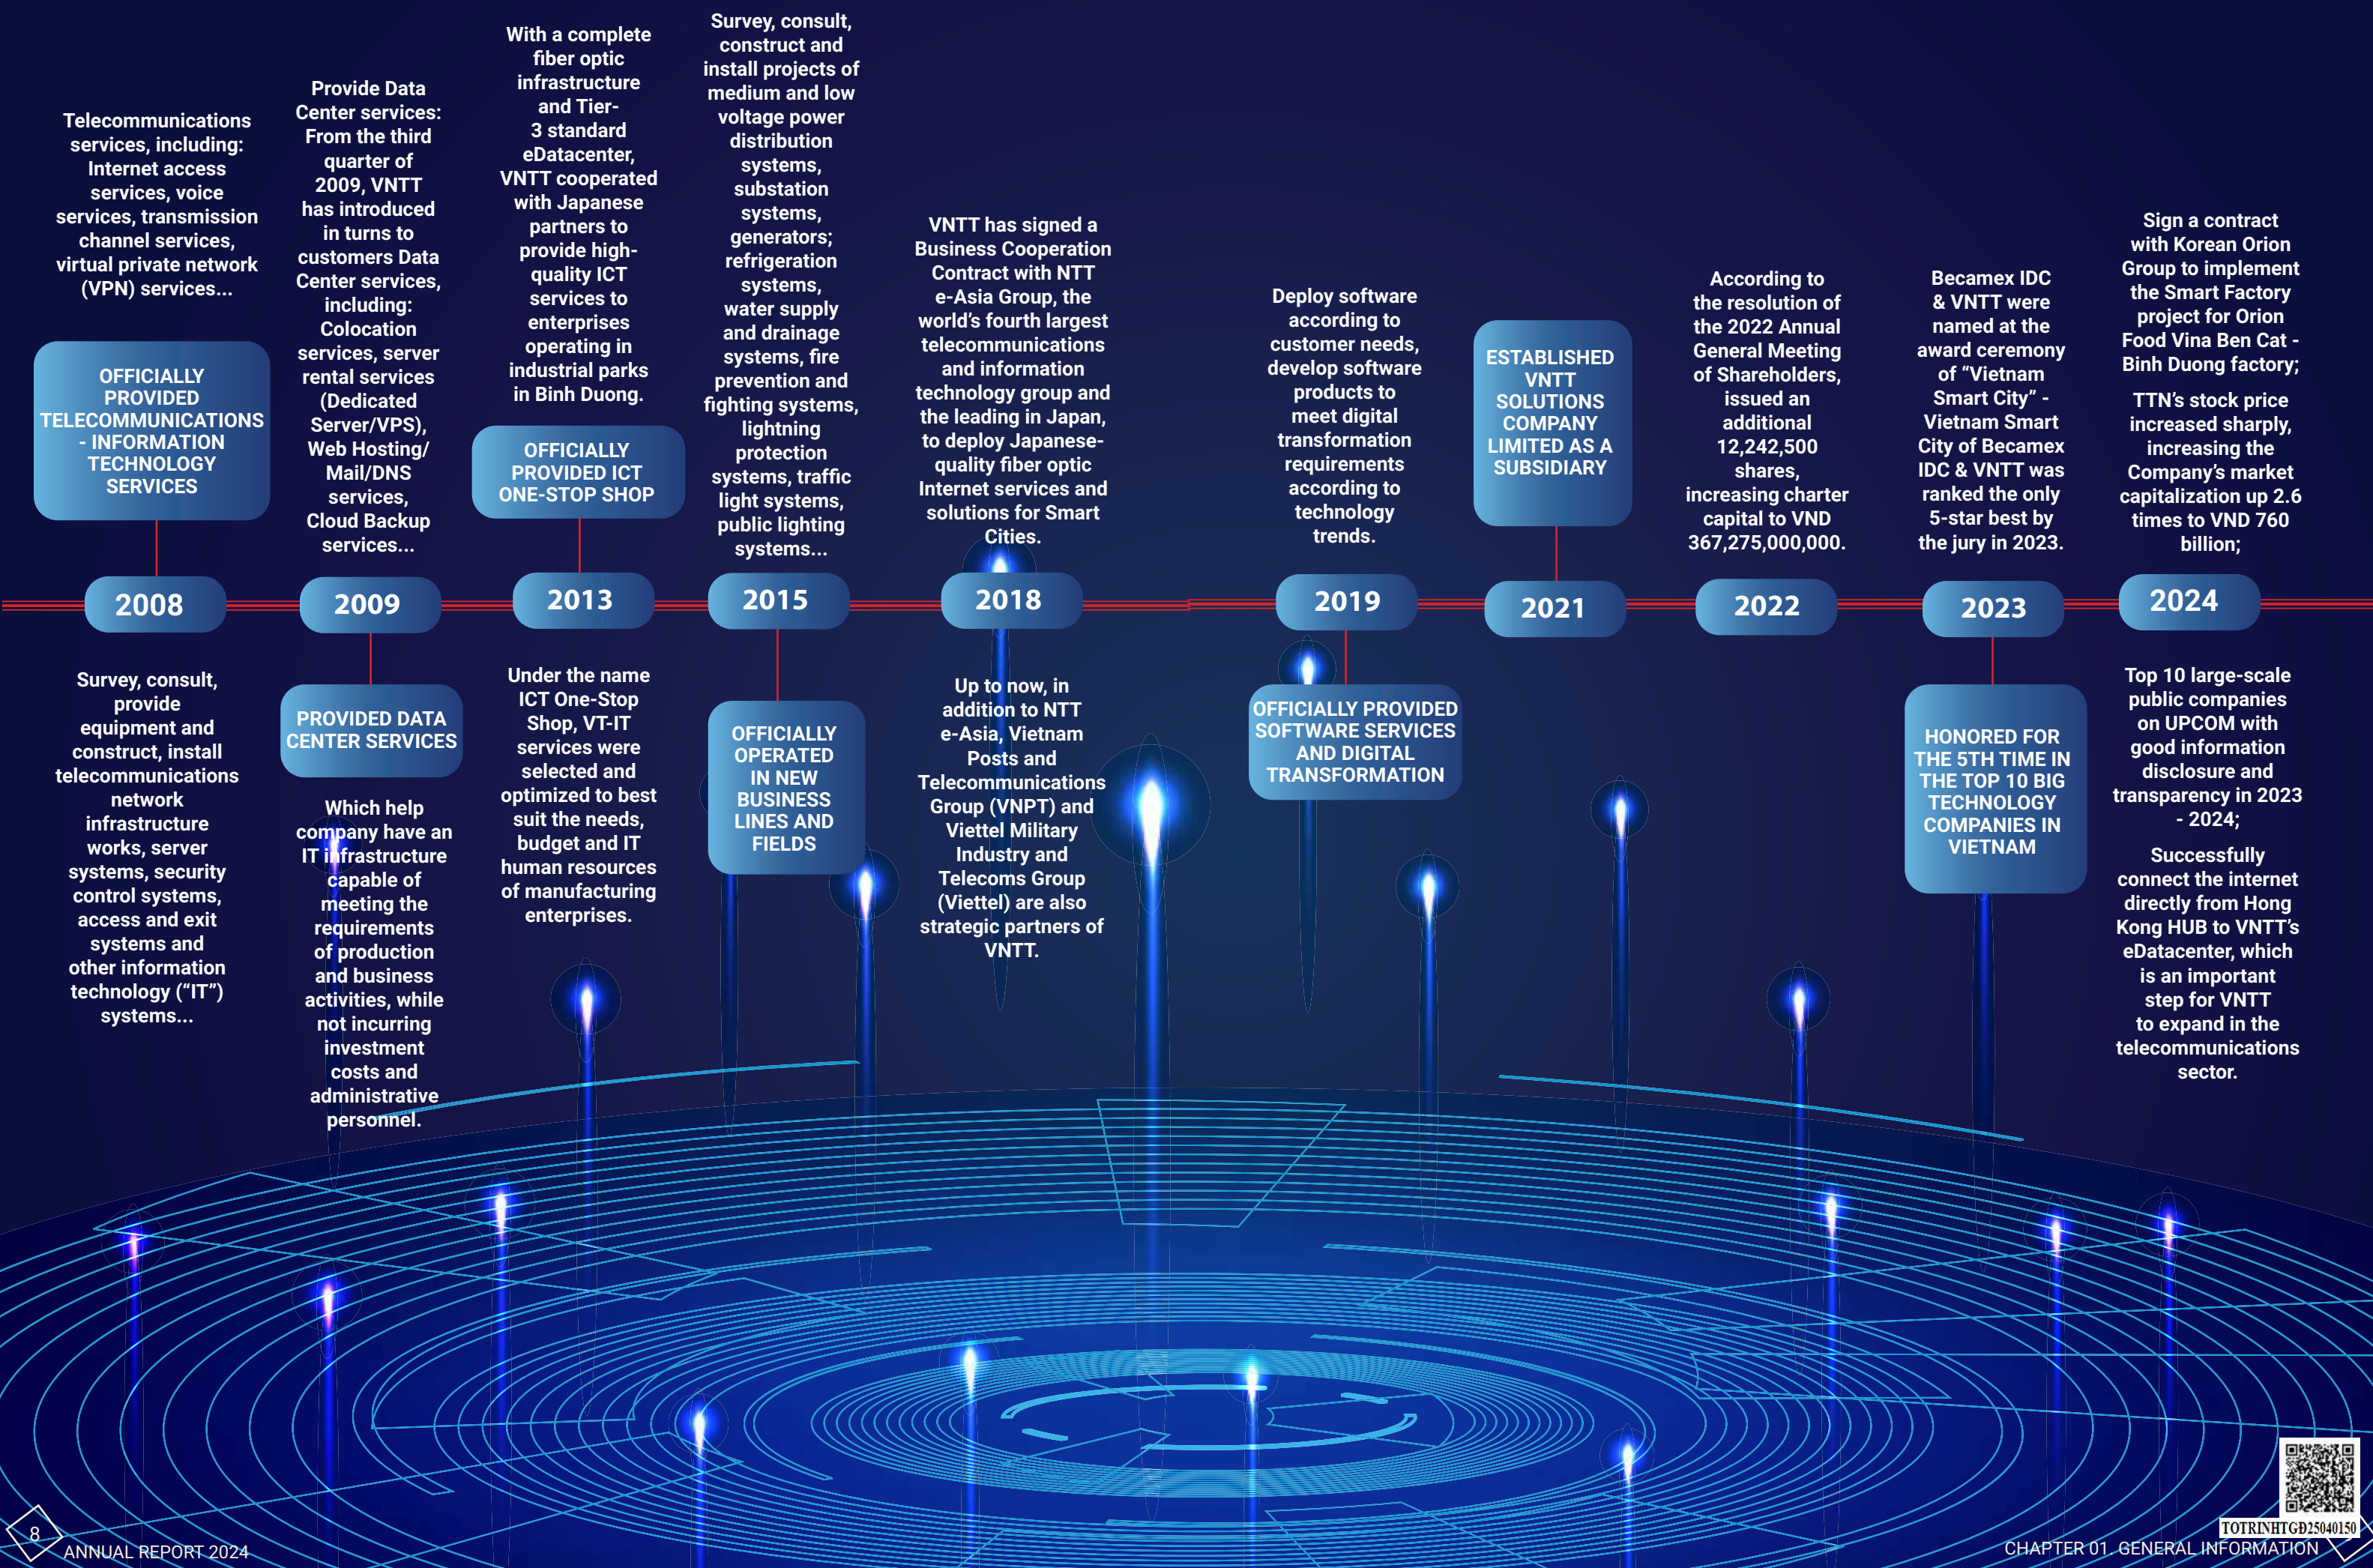 Telecommunications
services, including:
Internet access
services, voice
services, transmission
channel services,
virtual private network
(VPN) services...
OFFICIALLY
PROVIDED
TELECOMMUNICATIONS
- INFORMATION
TECHNOLOGY
SERVICES
2008
Survey, consult,
provide
equipment and
construct, install
telecommunications
network
infrastructure
works, server
systems, security
control systems,
access and exit
systems and
other information
technology (“IT”)
systems...
Provide Data
Center services:
From the third
quarter of
2009, VNTT
has introduced
in turns to
customers Data
Center services,
including:
Colocation
services, server
rental services
(Dedicated
Server/VPS),
Web Hosting/
Mail/DNS
services,
Cloud Backup
services...
2009
PROVIDED DATA
CENTER SERVICES
Which help
company have an
IT infrastructure
capable of
meeting the
requirements
of production
and business
activities, while
not incurring
investment
costs and
administrative
personnel.
With a complete
fiber optic
infrastructure
and Tier-
3 standard
eDatacenter,
VNTT cooperated
with Japanese
partners to
provide high-
quality ICT
services to
enterprises
operating in
industrial parks
in Binh Duong.
OFFICIALLY
PROVIDED ICT
ONE-STOP SHOP
2013
Under the name
ICT One-Stop
Shop, VT-IT
services were
selected and
optimized to best
suit the needs,
budget and IT
human resources
of manufacturing
enterprises.
Survey, consult,
construct and
install projects of
medium and low
voltage power
distribution
systems,
substation
systems,
generators;
refrigeration
systems,
water supply
and drainage
systems, fire
prevention and
fighting systems,
lightning
protection
systems, traffic
light systems,
public lighting
systems...
2015
OFFICIALLY
OPERATED
IN NEW
BUSINESS
LINES AND
FIELDS
VNTT has signed a
Business Cooperation
Contract with NTT
e-Asia Group, the
world’s fourth largest
telecommunications
and information
technology group and
the leading in Japan,
to deploy Japanese-
quality fiber optic
Internet services and
solutions for Smart
Cities.
2018
Up to now, in
addition to NTT
e-Asia, Vietnam
Posts and
Telecommunications
Group (VNPT) and
Viettel Military
Industry and
Telecoms Group
(Viettel) are also
strategic partners of
VNTT.
Deploy software
according to
customer needs,
develop software
products to
meet digital
transformation
requirements
according to
technology
trends.
2019
OFFICIALLY PROVIDED
SOFTWARE SERVICES
AND DIGITAL
TRANSFORMATION
ESTABLISHED
VNTT
SOLUTIONS
COMPANY
LIMITED AS A
SUBSIDIARY
2021
According to
the resolution of
the 2022 Annual
General Meeting
of Shareholders,
issued an
additional
12,242,500
shares,
increasing charter
capital to VND
367,275,000,000.
2022
Becamex IDC
& VNTT were
named at the
award ceremony
of “Vietnam
Smart City” -
Vietnam Smart
City of Becamex
IDC & VNTT was
ranked the only
5-star best by
the jury in 2023.
2023
HONORED FOR
THE 5TH TIME IN
THE TOP 10 BIG
TECHNOLOGY
COMPANIES IN
VIETNAM
Sign a contract
with Korean Orion
Group to implement
the Smart Factory
project for Orion
Food Vina Ben Cat -
Binh Duong factory;
TTN’s stock price
increased sharply,
increasing the
Company’s market
capitalization up 2.6
times to VND 760
billion;
2024
Top 10 large-scale
public companies
on UPCOM with
good information
disclosure and
transparency in 2023
- 2024;
Successfully
connect the internet
directly from Hong
Kong HUB to VNTT’s
eDatacenter, which
is an important
step for VNTT
to expand in the
telecommunications
sector.
8
ANNUAL REPORT 2024
TOTRINHTGĐ25040150
CHAPTER 01. GENERAL INFORMATION